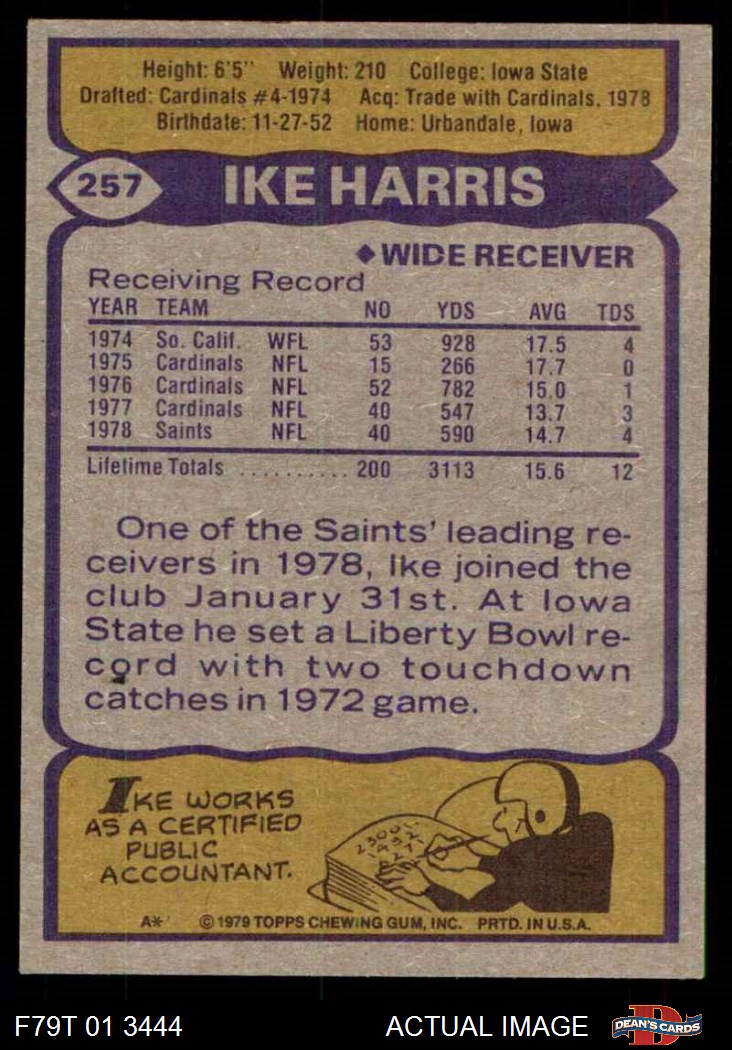 Height: 6'5" Weight: 210 College: Iowa State
Drafted: Cardinals #4-1974 Acq: Trade with Cardinals, 1978
Birthdate: 11-27-52 Home: Urbandale, Iowa
257 IKE HARRIS
◆WIDE RECEIVER
Receiving Record
YEAR TEAM NO YDS AVG TDS
1974 So. Calif. WFL 53 928 17.5 4
1975 Cardinals NFL 15 266 17.7 0
1976 Cardinals NFL 52 782 15.0 1
1977 Cardinals NFL 40 547 13.7 3
1978 Saints NFL 40 590 14.7 4
Lifetime Totals .......... 200 3113 15.6 12
One of the Saints' leading re-
ceivers in 1978, Ike joined the
club January 31st. At Iowa
State he set a Liberty Bowl re-
cord with two touchdown
catches in 1972 game.
IKE WORKS
AS A CERTIFIED
PUBLIC
ACCOUNTANT.
A* © 1979 TOPPS CHEWING GUM, INC. PRTD. IN U.S.A.
F79T 01 3444 ACTUAL IMAGE DEAN'S CARDS